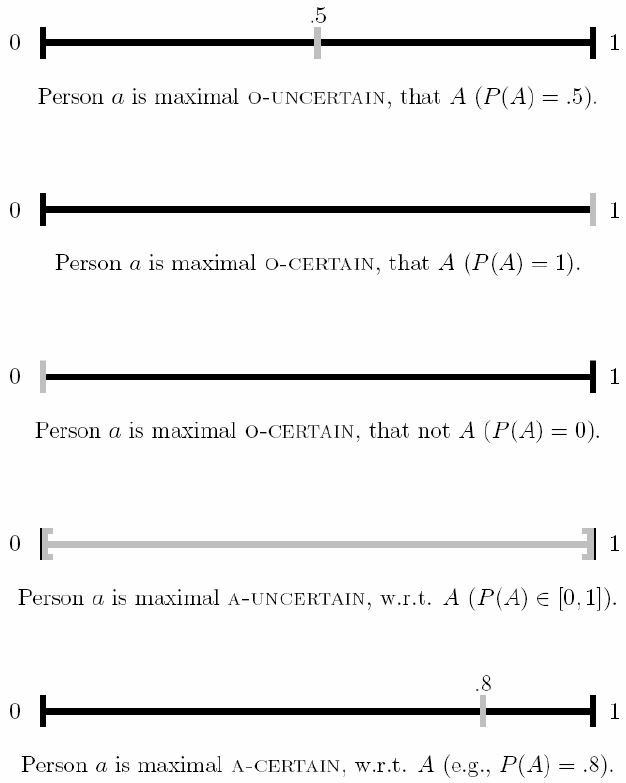 .5
0 1
Person a is maximal O-UNCERTAIN, that A (P(A) = .5).
0 1
Person a is maximal O-CERTAIN, that A (P(A) = 1).
0 1
Person a is maximal O-CERTAIN, that not A (P(A) = 0).
0 1
Person a is maximal A-UNCERTAIN, w.r.t. A (P(A) ∈ [0, 1]).
.8
0 1
Person a is maximal A-CERTAIN, w.r.t. A (e.g., P(A) = .8).